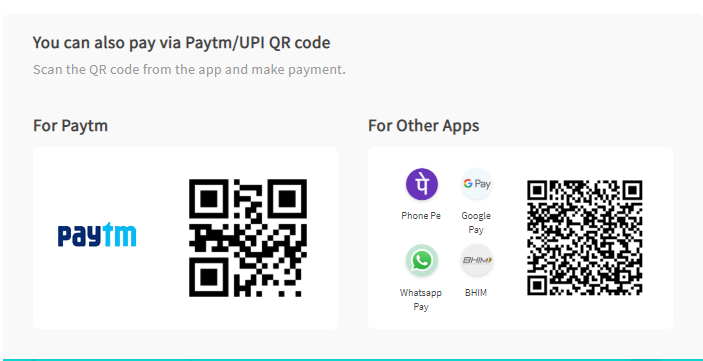 You can also pay via Paytm/UPI QR code
Scan the QR code from the app and make payment.
For Paytm
paytm
For Other Apps
पे
G Pay
Phone Pe
Google
Pay
BHIM
Whatsapp
Pay
BHIM